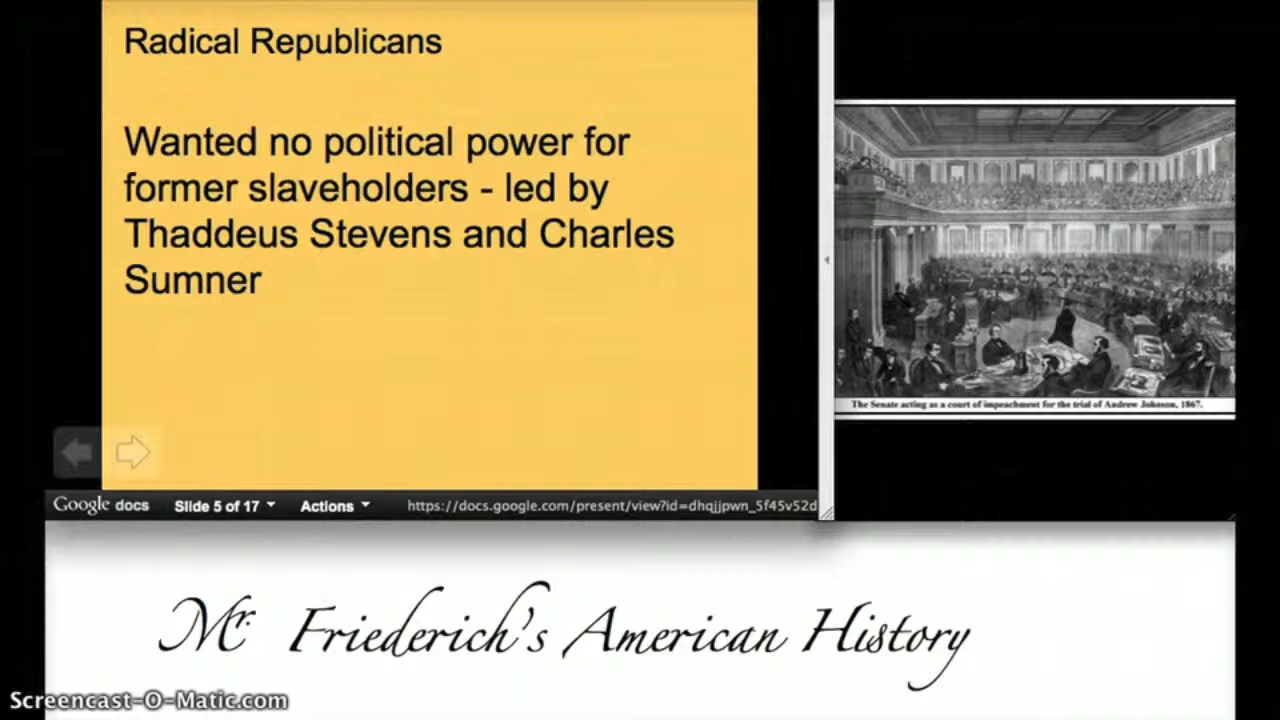 Radical Republicans
Wanted no political power for
former slaveholders - led by
Thaddeus Stevens and Charles
Sumner
The Senate acting as a court of impeachment for the trial of Andrew Johnson, 1867.
Google docs Slide 5 of 17 Actions https://docs.google.com/present/view?id=dhqjjpwn_5f45v52d
Mr. Friederich's American History
Screencast-O-Matic.com